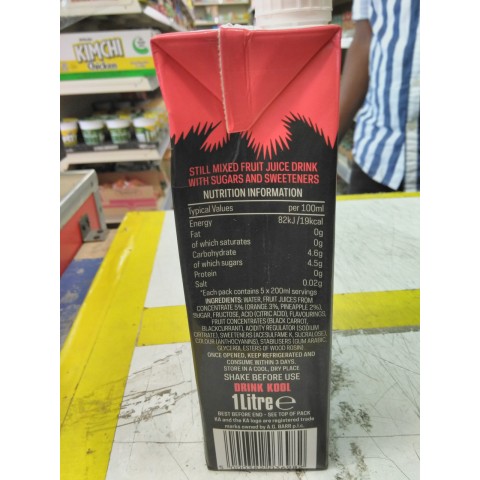 KIMCHI
Chicken
STILL MIXED FRUIT JUICE DRINK
WITH SUGARS AND SWEETENERS
NUTRITION INFORMATION
Typical Values per 100ml
Energy 82kJ/19kcal
Fat 0g
of which saturates 0g
Carbohydrate 4.6g
of which sugars 4.5g
Protein 0g
Salt 0.02g
*Each pack contains 5 x 200ml servings
INGREDIENTS: WATER, FRUIT JUICES FROM
CONCENTRATE 5% (ORANGE 3%, PINEAPPLE 2%),
SUGAR, FRUCTOSE, ACID (CITRIC ACID), FLAVOURINGS,
FRUIT CONCENTRATES (BLACK CARROT,
BLACKCURRANT), ACIDITY REGULATOR (SODIUM
CITRATE), SWEETENERS (ACESULFAME K, SUCRALOSE),
COLOUR (ANTHOCYANINS), STABILISERS (GUM ARABIC,
GLYCEROL ESTERS OF WOOD ROSIN).
ONCE OPENED, KEEP REFRIGERATED AND
CONSUME WITHIN 3 DAYS.
STORE IN A COOL, DRY PLACE
SHAKE BEFORE USE
DRINK KOOL
1 Litre e
BEST BEFORE END - SEE TOP OF PACK
KA and the KA logo are registered trade
marks owned by A.G. BARR p.l.c.